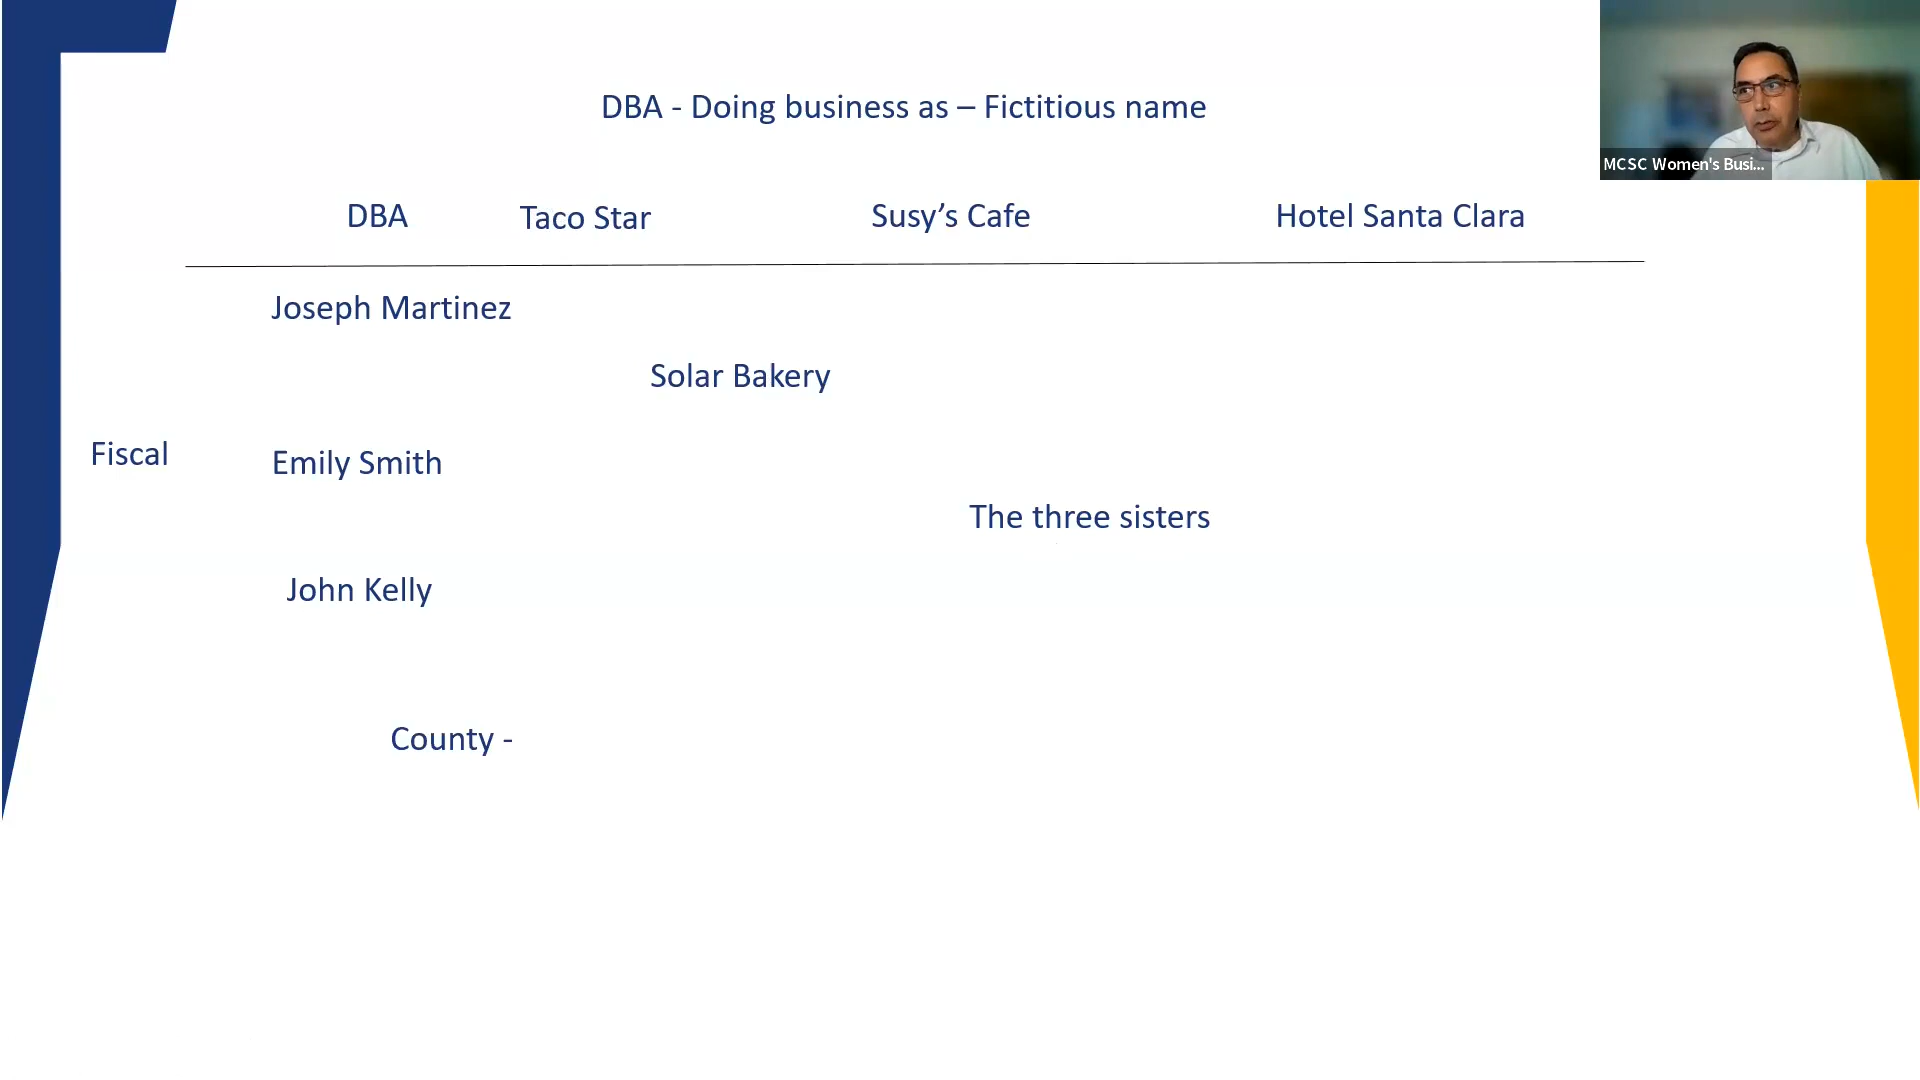 DBA - Doing business as – Fictitious name
MCSC Women's Busi...
DBA Taco Star Susy’s Cafe Hotel Santa Clara
Joseph Martinez
Solar Bakery
Fiscal Emily Smith
The three sisters
John Kelly
County -